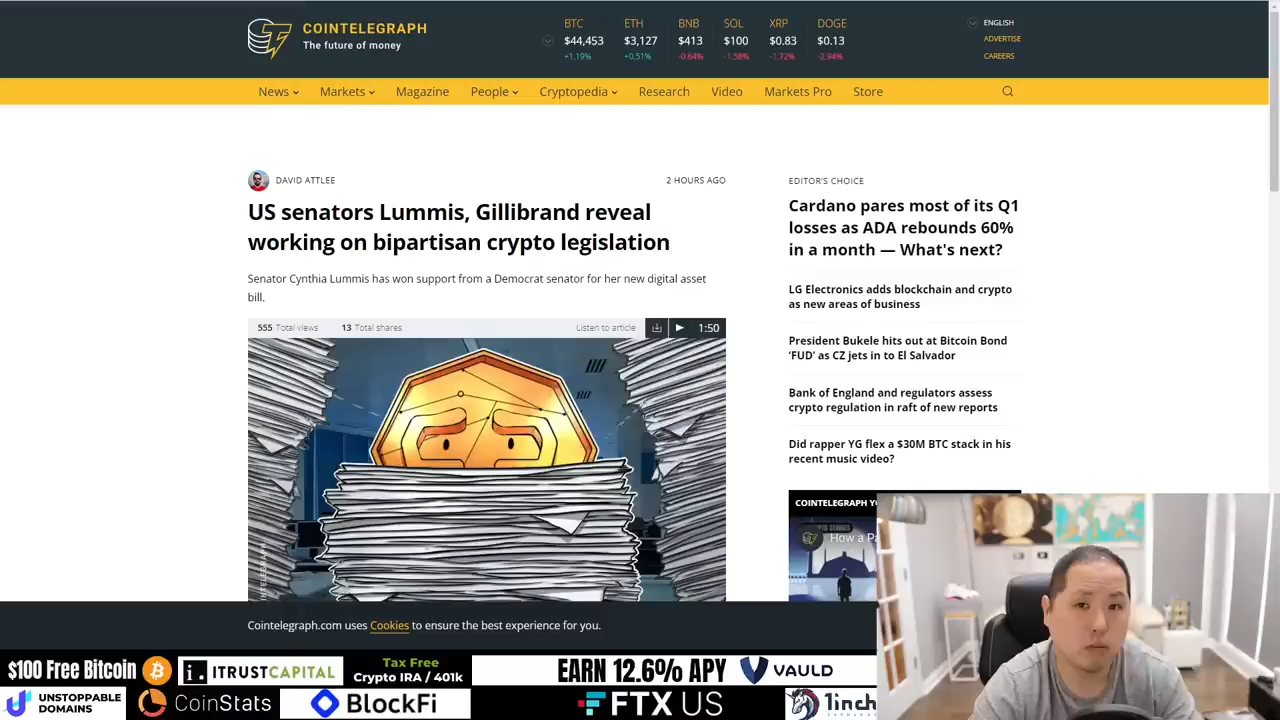 COINTELEGRAPH
The future of money
BTC
$44,453
+1.19%
ETH
$3,127
+0.51%
BNB
$413
-0.64%
SOL
$100
-1.58%
XRP
$0.83
-1.72%
DOGE
$0.13
-2.94%
ENGLISH
ADVERTISE
CAREERS
News
Markets
Magazine
People
Cryptopedia
Research
Video
Markets Pro
Store
DAVID ATTLEE
2 HOURS AGO
US senators Lummis, Gillibrand reveal
working on bipartisan crypto legislation
Senator Cynthia Lummis has won support from a Democrat senator for her new digital asset
bill.
555 Total views
13 Total shares
Listen to article
1:50
COINTELEGRAPH
EDITOR'S CHOICE
Cardano pares most of its Q1
losses as ADA rebounds 60%
in a month — What's next?
LG Electronics adds blockchain and crypto
as new areas of business
President Bukele hits out at Bitcoin Bond
‘FUD’ as CZ jets in to El Salvador
Bank of England and regulators assess
crypto regulation in raft of new reports
Did rapper YG flex a $30M BTC stack in his
recent music video?
COINTELEGRAPH YO
How a Pa
Cointelegraph.com uses Cookies to ensure the best experience for you.
$100 Free Bitcoin
ITRUSTCAPITAL
Tax Free
Crypto IRA / 401k
EARN 12.6% APY
VAULD
UNSTOPPABLE
DOMAINS
CoinStats
BlockFi
FTX US
1inch